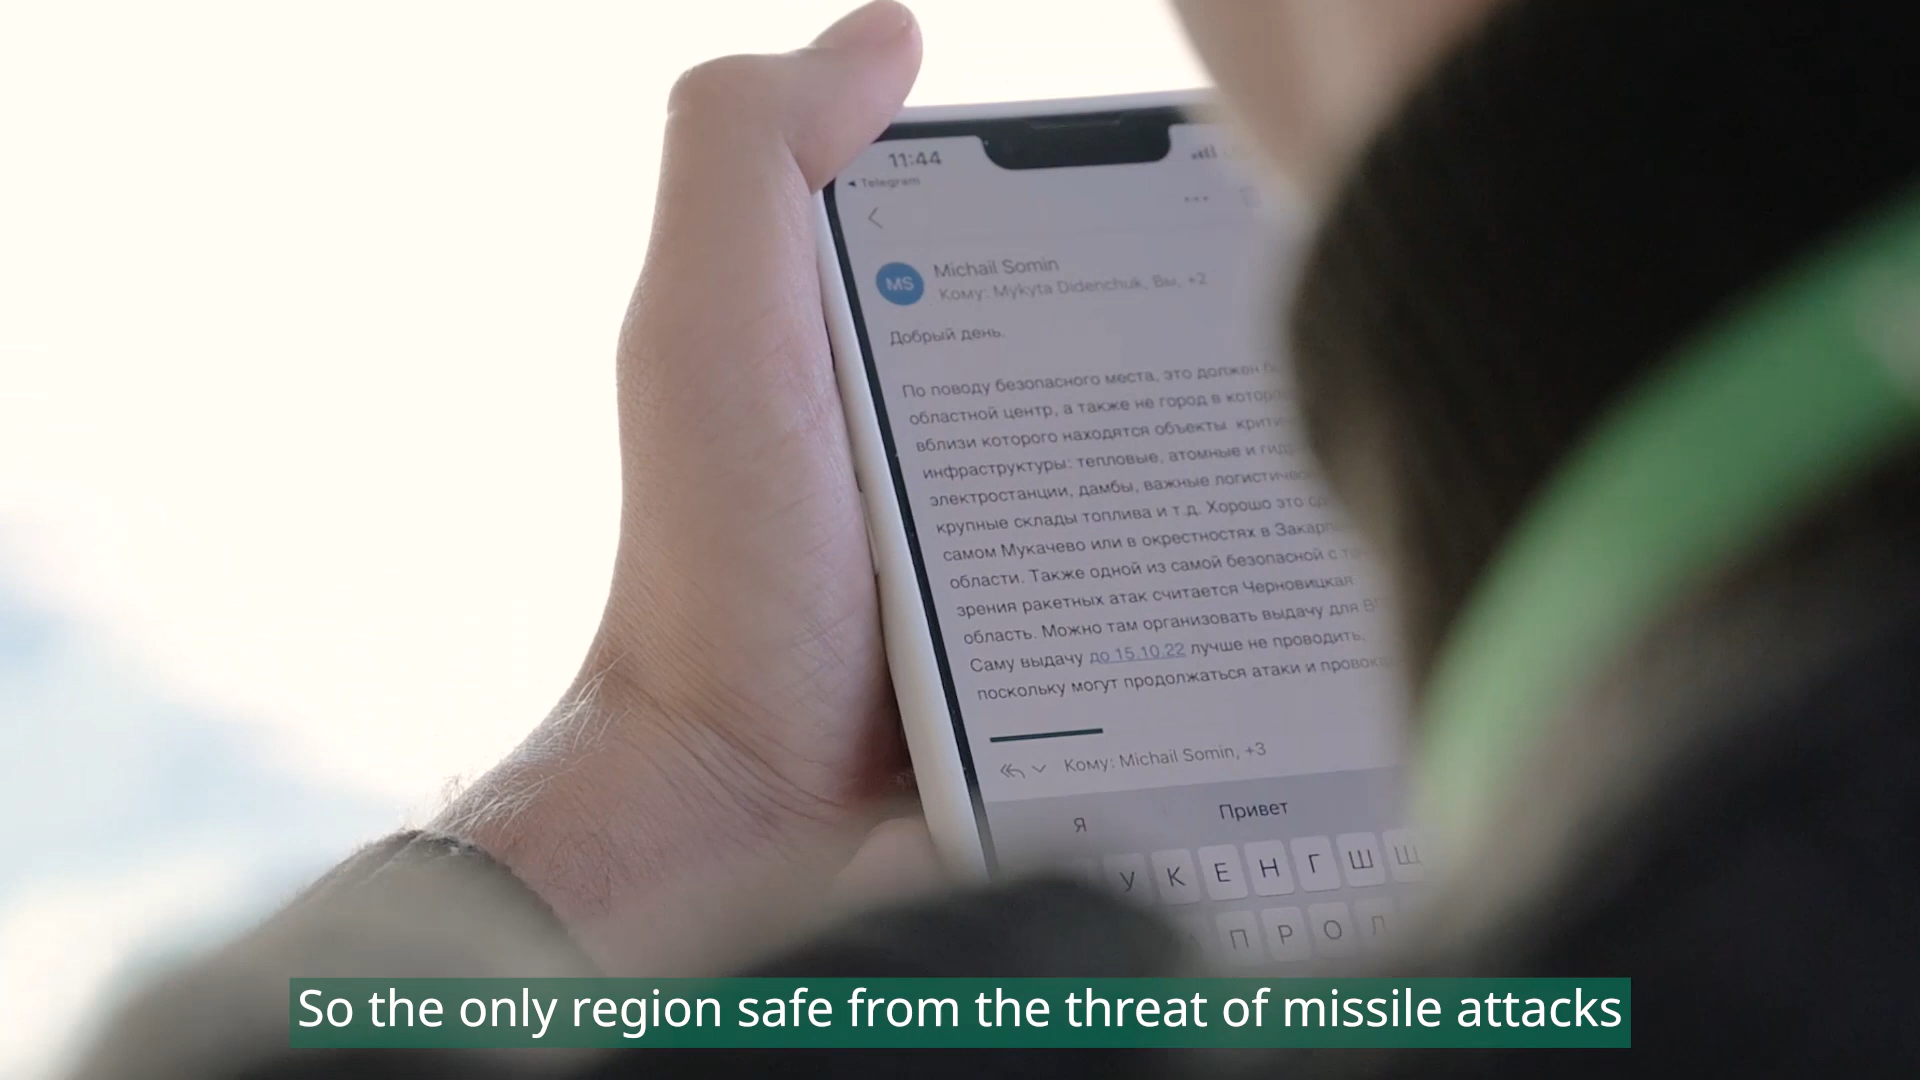 11:44
Telegram
MS
Michail Somin
Кому: Mykyta Didenchuk, Вы, +2
Добрый день.
По поводу безопасного места, это должен
областной центр, а также не город в
вблизи которого находятся объекты
инфраструктуры: тепловые, атомные и
электростанции, дамбы, важные
крупные склады топлива и т.д. Хорошо это
самом Мукачево или в окрестностях в
области. Также одной из самой безопасной с
зрения ракетных атак считается Черновицкая
область. Можно там организовать выдачу для
Саму выдачу до 15.10.22 лучше не проводить,
поскольку могут продолжаться атаки и
Кому: Michail Somin, +3
Я Привет
У К Е Н Г Ш Щ
П Р О Л
So the only region safe from the threat of missile attacks